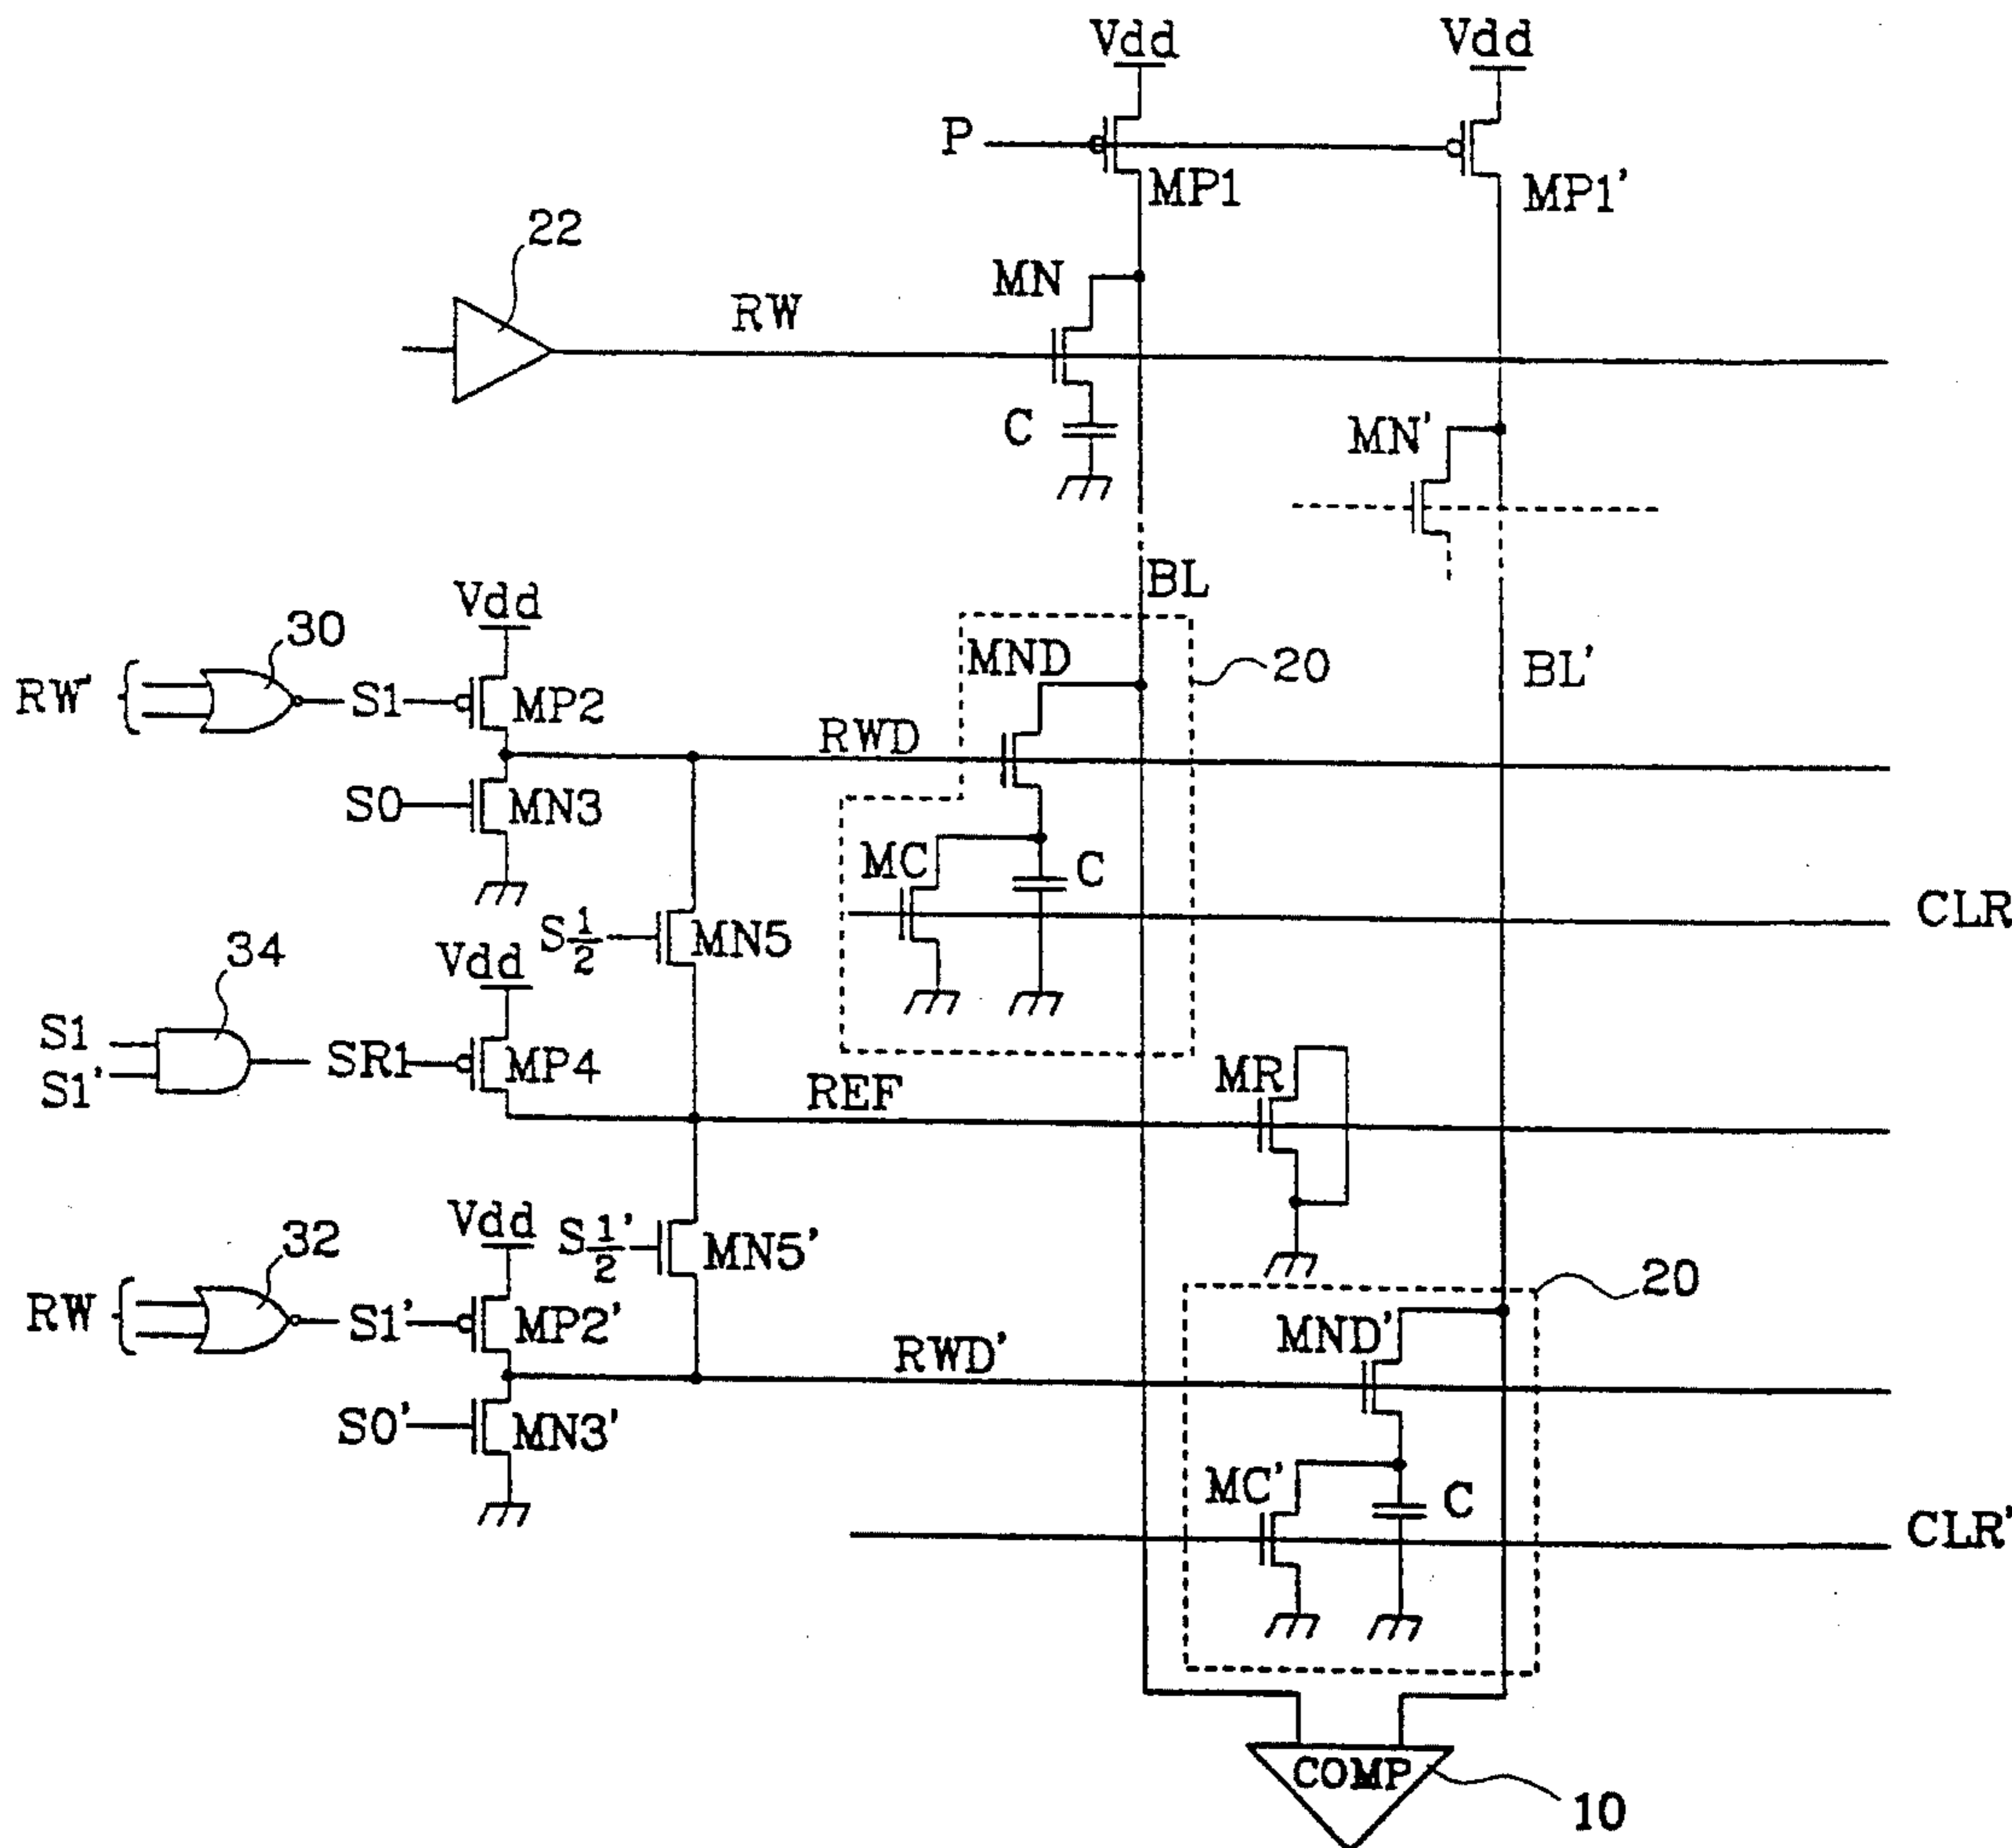 Vdd
Vdd
P
MP1
MP1'
22
MN
RW
C
MN'
BL
Vdd
30
MND
20
BL'
RW'
S1
MP2
RWD
S0
MN3
MC
C
CLR
S1/2
MN5
34
Vdd
S1
S1'
SR1
MP4
MR
REF
Vdd
S1/2'
MN5'
32
20
RW
S1'
MP2'
MND'
RWD'
S0'
MN3'
MC'
C
CLR'
COMP
10